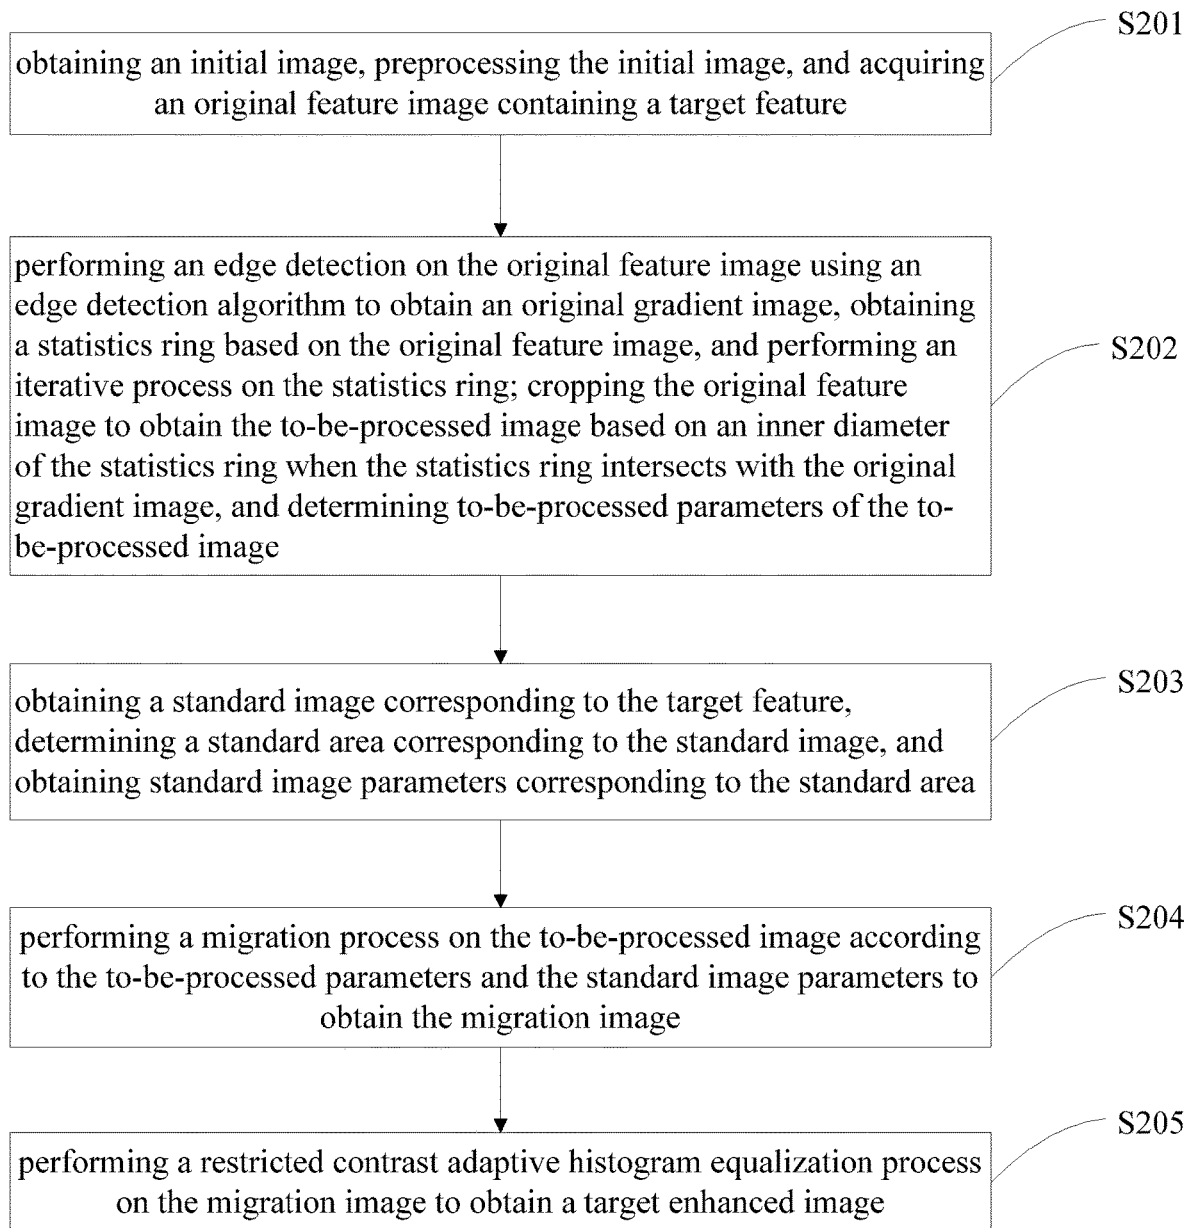 S201
obtaining an initial image, preprocessing the initial image, and acquiring
an original feature image containing a target feature
S202
performing an edge detection on the original feature image using an
edge detection algorithm to obtain an original gradient image, obtaining
a statistics ring based on the original feature image, and performing an
iterative process on the statistics ring; cropping the original feature
image to obtain the to-be-processed image based on an inner diameter
of the statistics ring when the statistics ring intersects with the original
gradient image, and determining to-be-processed parameters of the to-
be-processed image
S203
obtaining a standard image corresponding to the target feature,
determining a standard area corresponding to the standard image, and
obtaining standard image parameters corresponding to the standard area
S204
performing a migration process on the to-be-processed image according
to the to-be-processed parameters and the standard image parameters to
obtain the migration image
S205
performing a restricted contrast adaptive histogram equalization process
on the migration image to obtain a target enhanced image